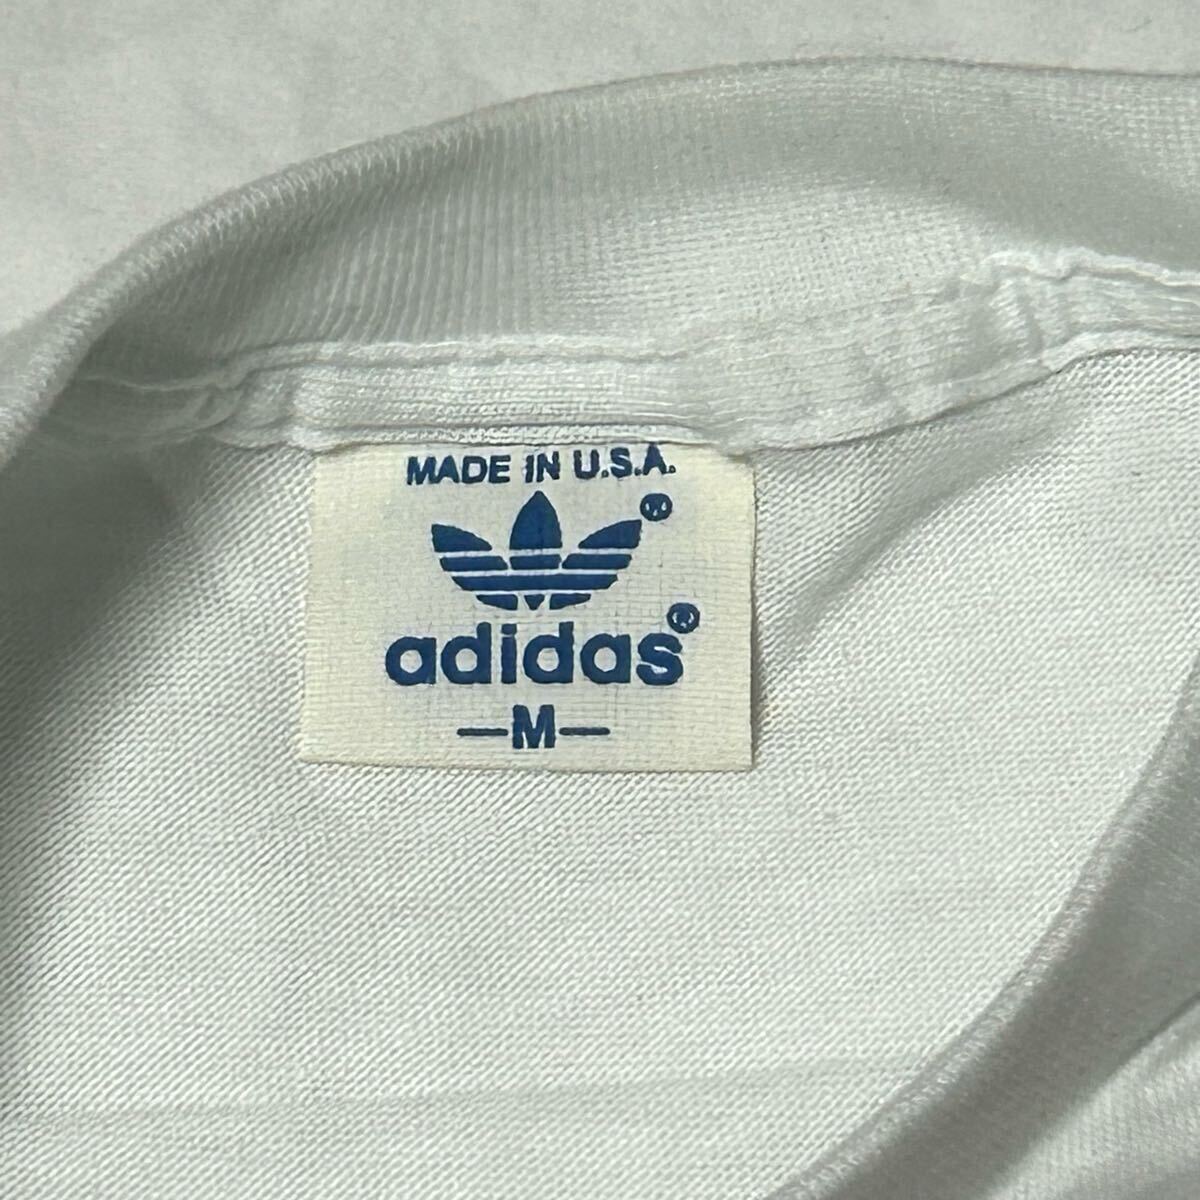 MADE IN U.S.A.
®
adidas®
—M—